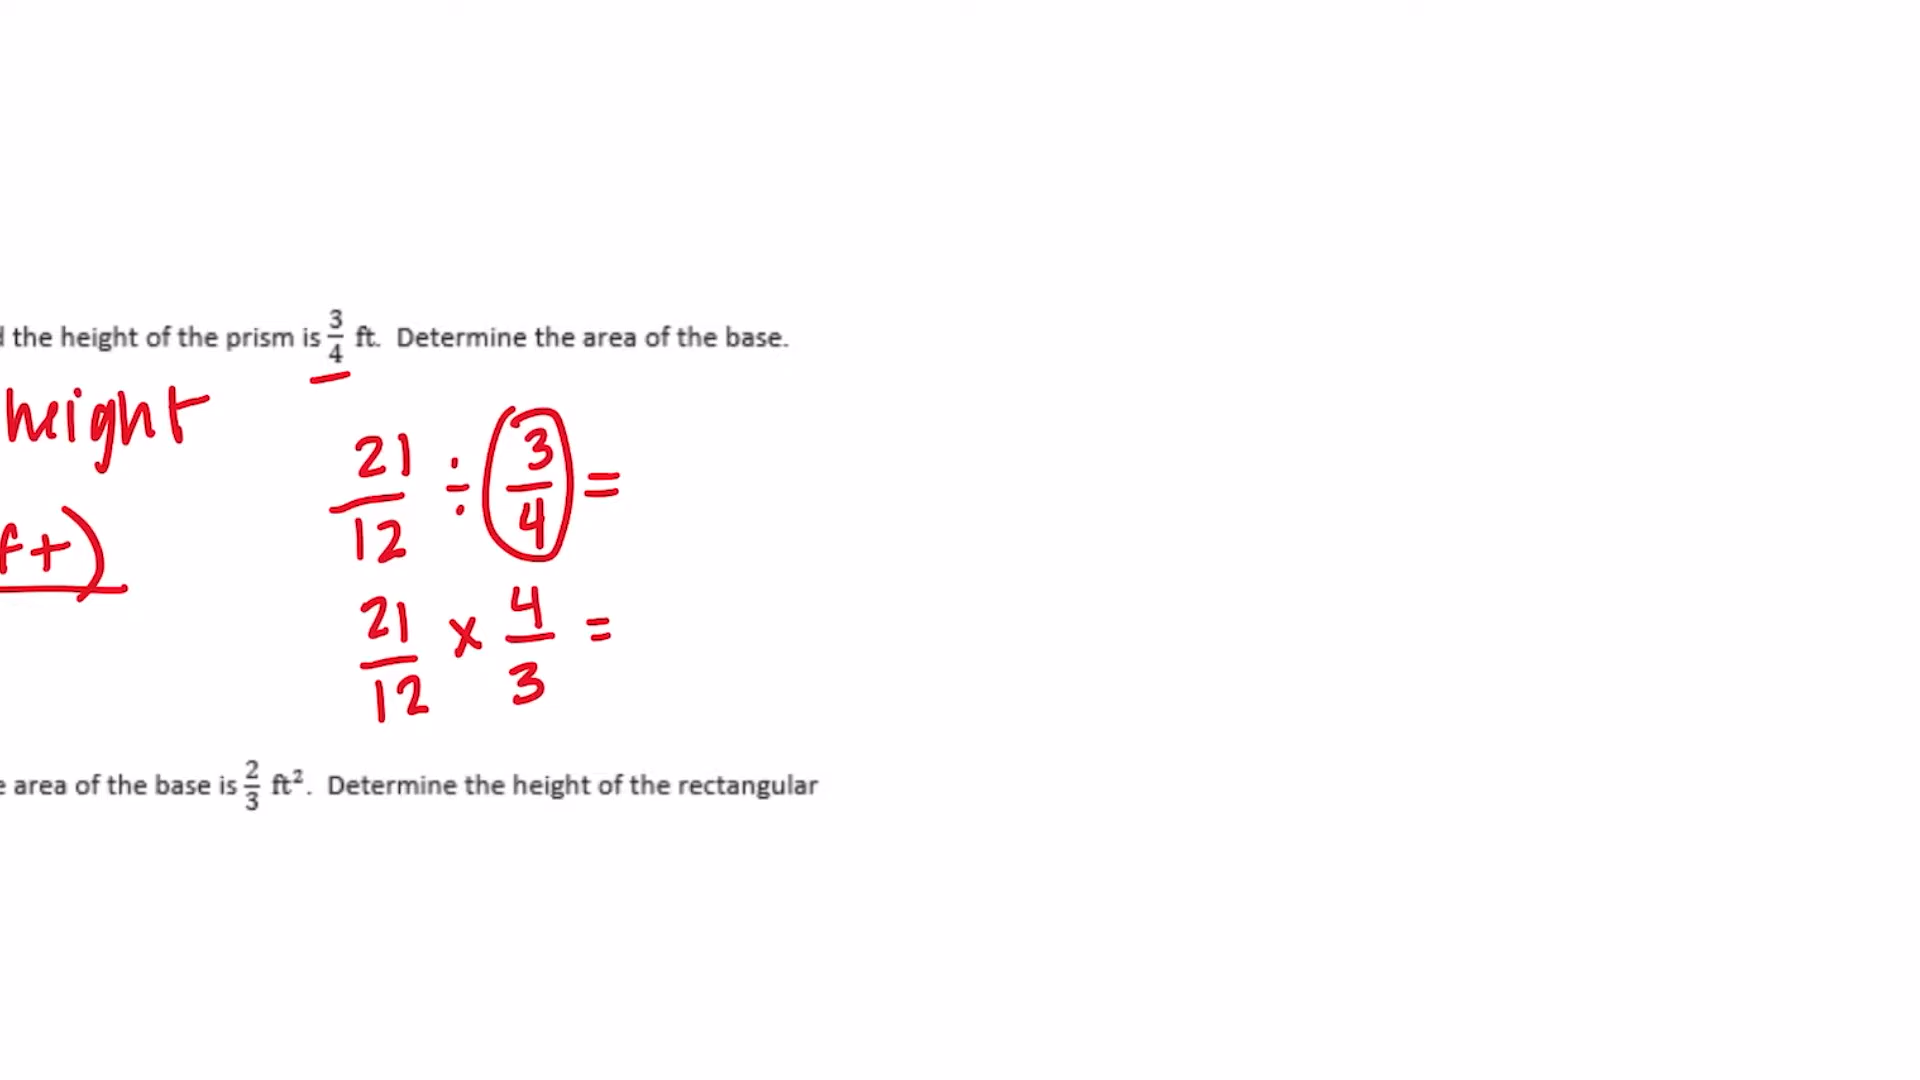 the height of the prism is 3/4 ft. Determine the area of the base.
height
21/12 ÷ 3/4 =
ft)
21/12 x 4/3 =
area of the base is 2/3 ft². Determine the height of the rectangular